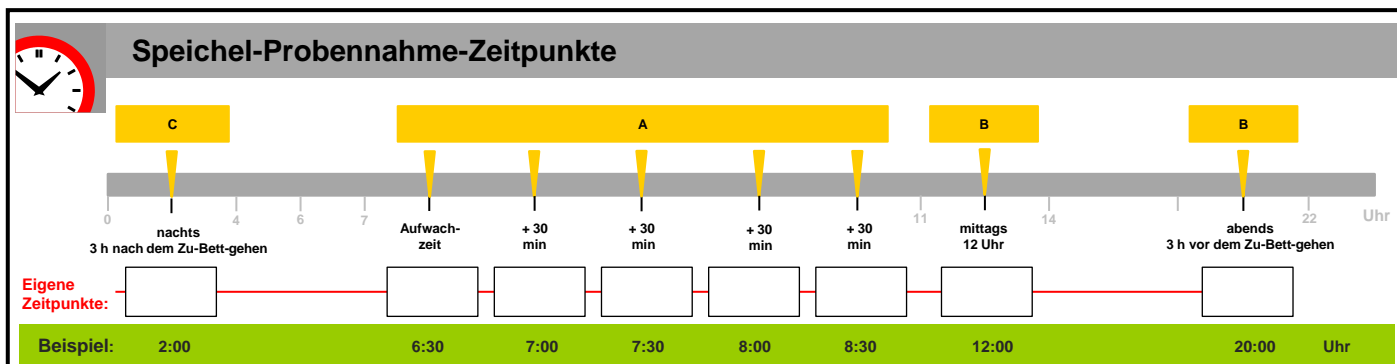 Speichel-Probennahme-Zeitpunkte
C
A
B
B
0
4
6
7
11
14
22
Uhr
nachts
3 h nach dem Zu-Bett-gehen
Aufwach-
zeit
+ 30
min
+ 30
min
+ 30
min
+ 30
min
mittags
12 Uhr
abends
3 h vor dem Zu-Bett-gehen
Eigene
Zeitpunkte:
Beispiel: 2:00 6:30 7:00 7:30 8:00 8:30 12:00 20:00 Uhr